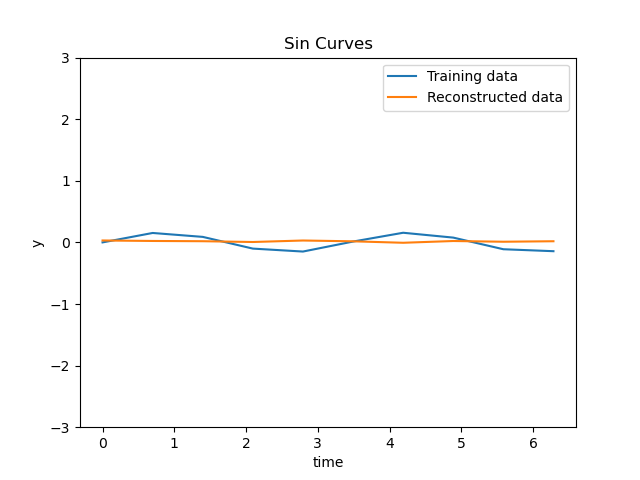 Sin Curves
Training data
Reconstructed data
3
2
1
0
−1
−2
−3
y
0 1 2 3 4 5 6
time